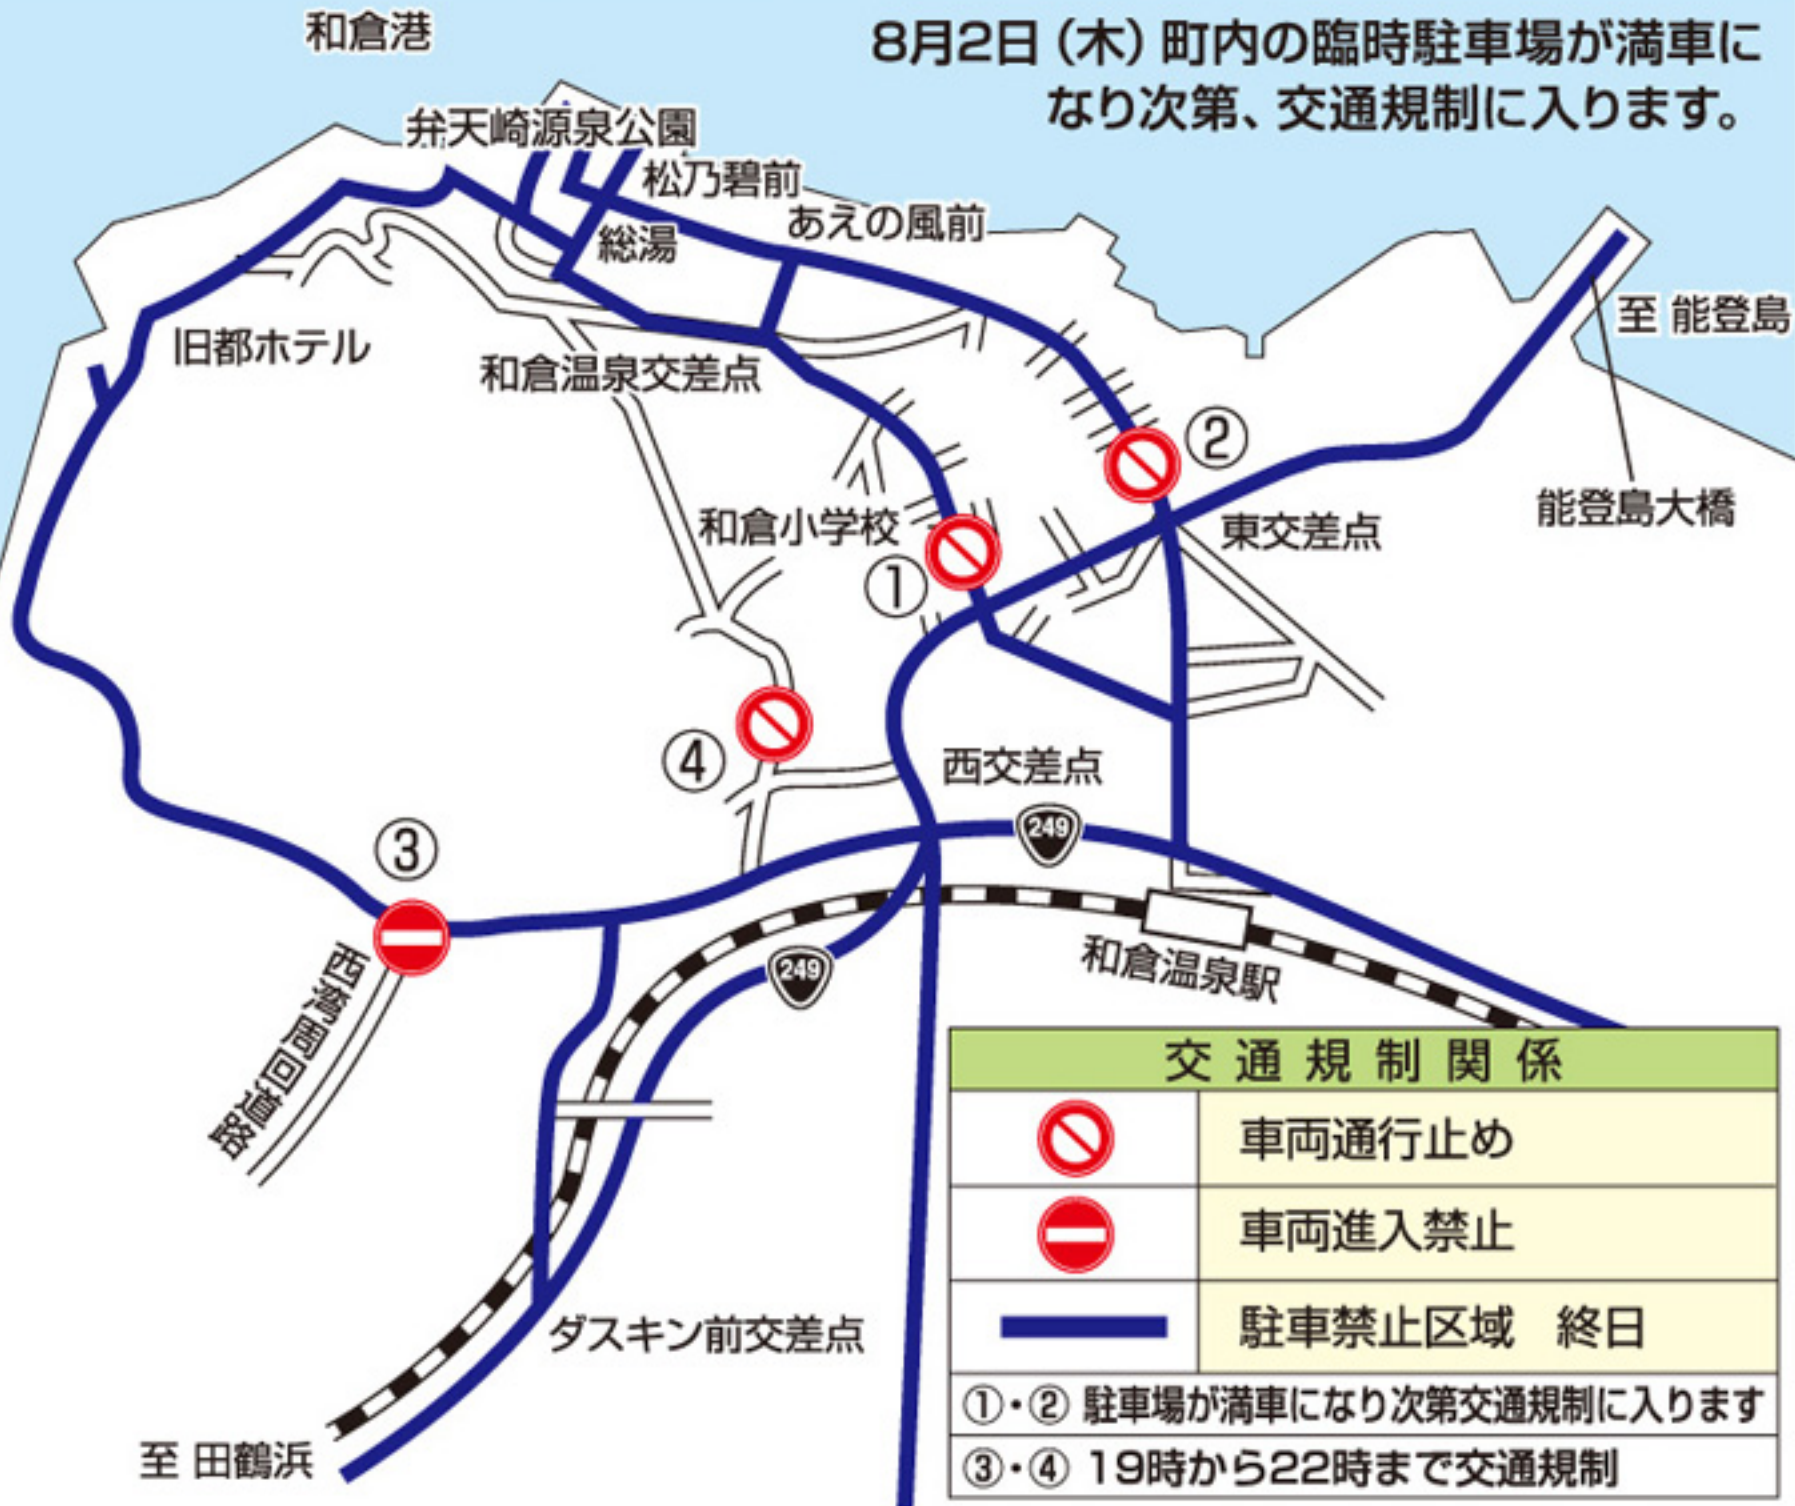 和倉港
8月2日（木）町内の臨時駐車場が満車に
なり次第、交通規制に入ります。
弁天崎源泉公園
松乃碧前
あえの風前
総湯
至 能登島
旧都ホテル
和倉温泉交差点
②
能登島大橋
和倉小学校
東交差点
①
④
西交差点
③
249
249
和倉温泉駅
西湾周回道路
交通規制関係
車両通行止め
車両進入禁止
駐車禁止区域　終日
①・② 駐車場が満車になり次第交通規制に入ります
③・④ 19時から22時まで交通規制
ダスキン前交差点
至 田鶴浜